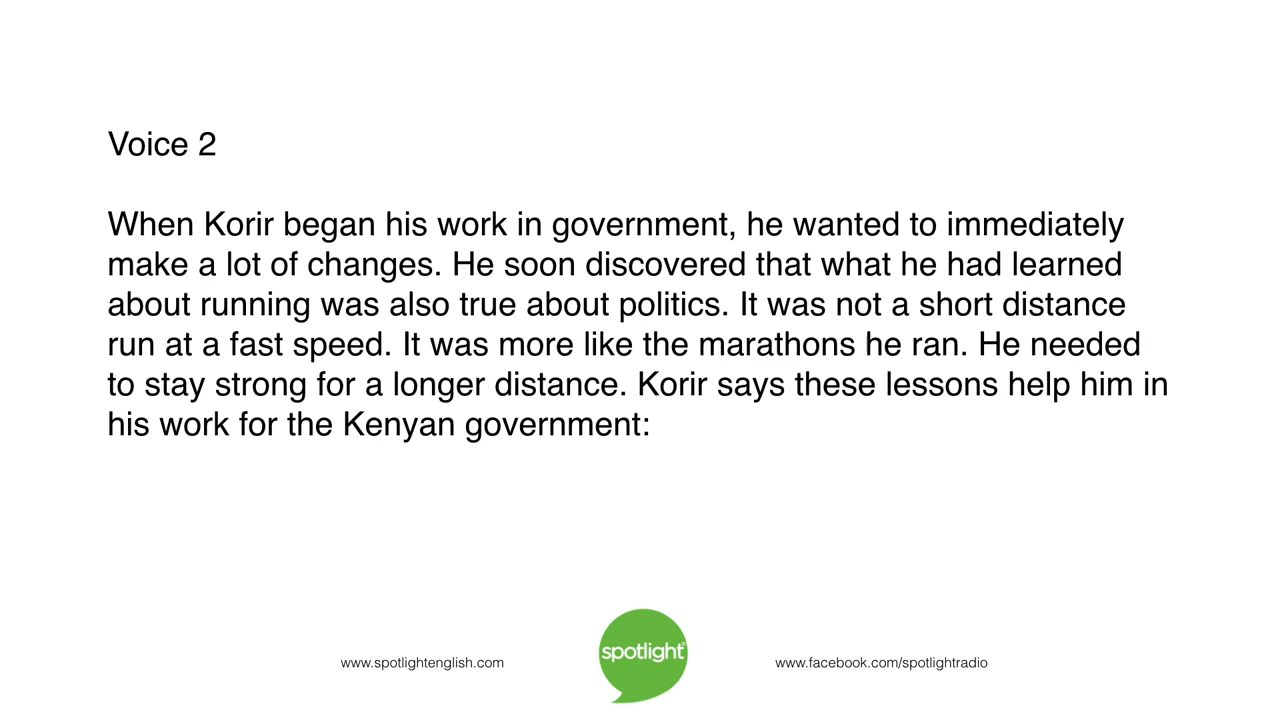 Voice 2
When Korir began his work in government, he wanted to immediately
make a lot of changes. He soon discovered that what he had learned
about running was also true about politics. It was not a short distance
run at a fast speed. It was more like the marathons he ran. He needed
to stay strong for a longer distance. Korir says these lessons help him in
his work for the Kenyan government:
www.spotlightenglish.com
spotlight®
www.facebook.com/spotlightradio